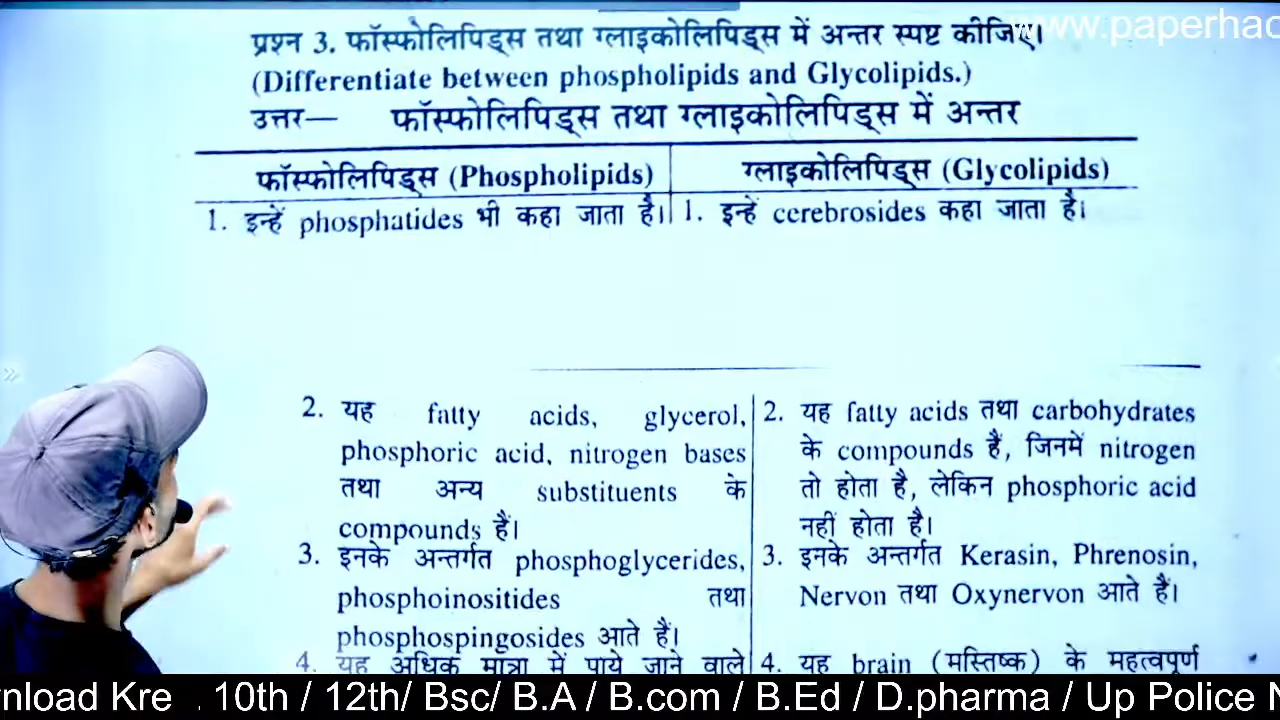 www.paperhac
प्रश्न 3. फॉस्फोलिपिड्स तथा ग्लाइकोलिपिड्स में अन्तर स्पष्ट कीजिए।
(Differentiate between phospholipids and Glycolipids.)
उत्तर— फॉस्फोलिपिड्स तथा ग्लाइकोलिपिड्स में अन्तर
फॉस्फोलिपिड्स (Phospholipids)
1. इन्हें phosphatides भी कहा जाता है।
2. यह fatty acids, glycerol,
phosphoric acid, nitrogen bases
तथा अन्य substituents के
compounds हैं।
3. इनके अन्तर्गत phosphoglycerides,
phosphoinositides तथा
phosphospingosides आते हैं।
4. यह अधिक मात्रा में पाये जाने वाले
ग्लाइकोलिपिड्स (Glycolipids)
1. इन्हें cerebrosides कहा जाता है।
2. यह fatty acids तथा carbohydrates
के compounds हैं, जिनमें nitrogen
तो होता है, लेकिन phosphoric acid
नहीं होता है।
3. इनके अन्तर्गत Kerasin, Phrenosin,
Nervon तथा Oxynervon आते हैं।
4. यह brain (मस्तिष्क) के महत्वपूर्ण
wnload Kre . 10th / 12th/ Bsc/ B.A / B.com / B.Ed / D.pharma / Up Police N